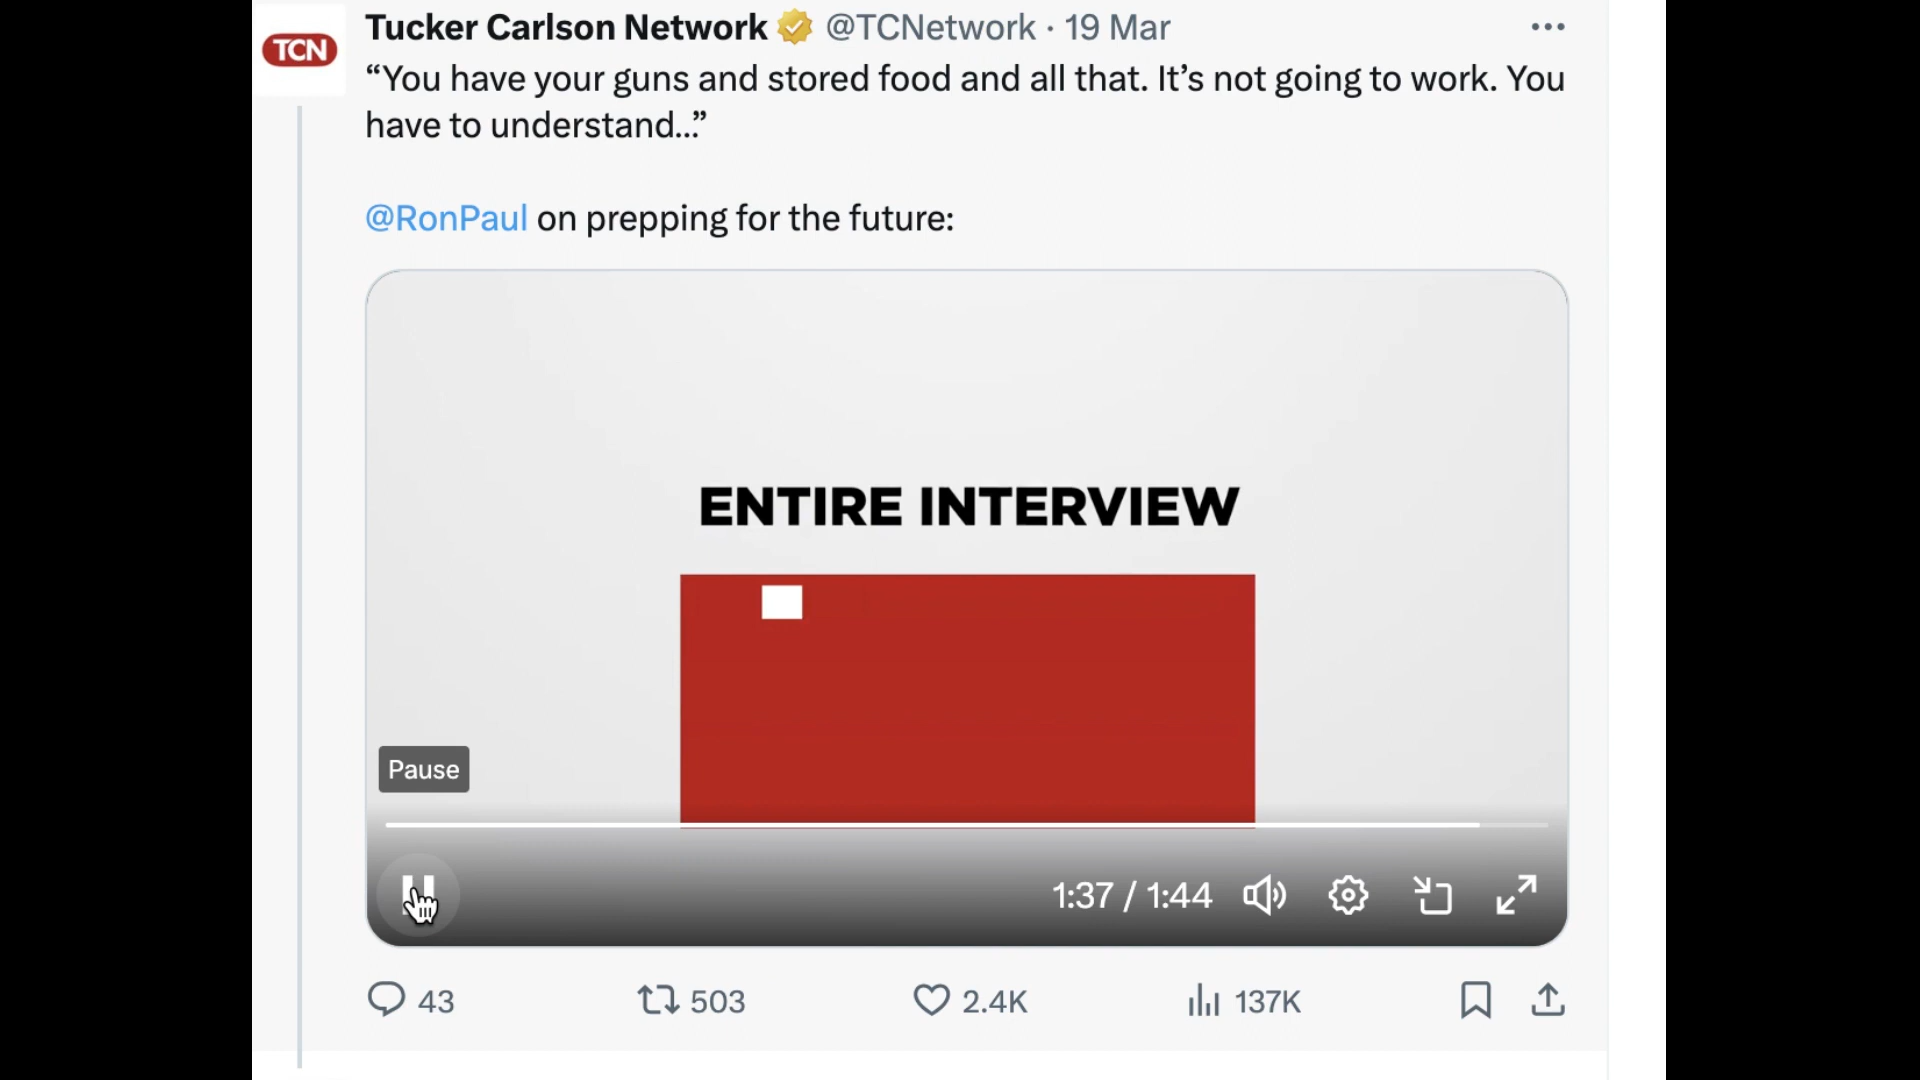 TCN
Tucker Carlson Network @TCNetwork · 19 Mar
“You have your guns and stored food and all that. It’s not going to work. You
have to understand...”
@RonPaul on prepping for the future:
ENTIRE INTERVIEW
Pause
1:37 / 1:44
43 503 2.4K 137K